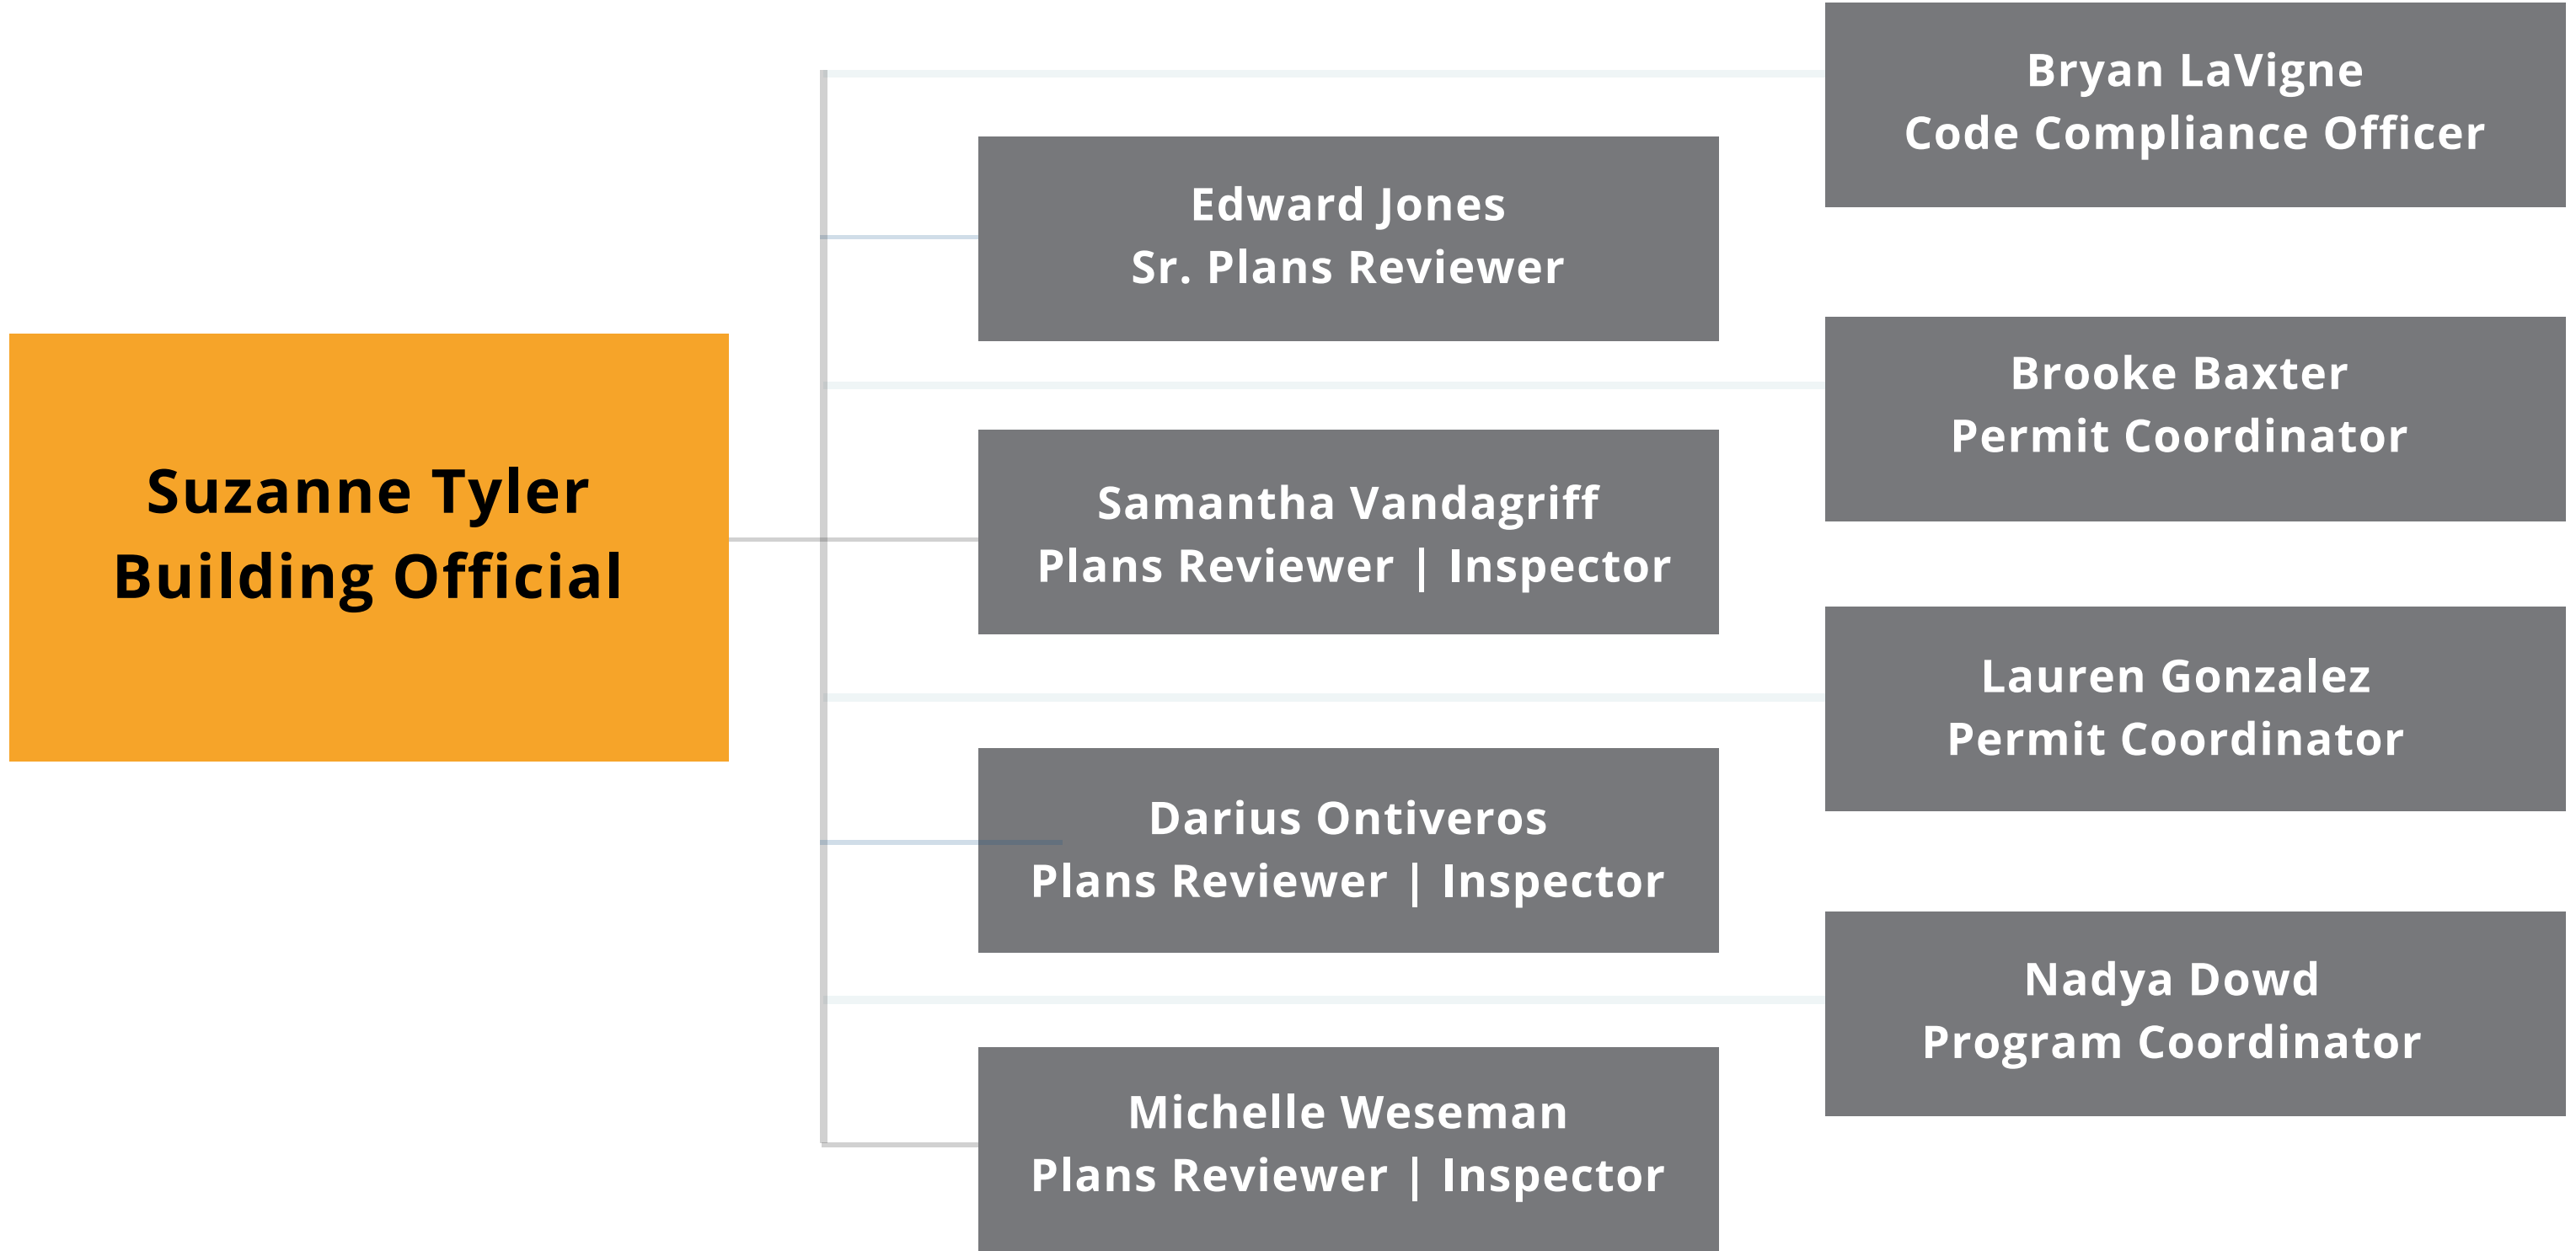 Suzanne Tyler
Building Official
Edward Jones
Sr. Plans Reviewer
Samantha Vandagriff
Plans Reviewer | Inspector
Darius Ontiveros
Plans Reviewer | Inspector
Michelle Weseman
Plans Reviewer | Inspector
Bryan LaVigne
Code Compliance Officer
Brooke Baxter
Permit Coordinator
Lauren Gonzalez
Permit Coordinator
Nadya Dowd
Program Coordinator